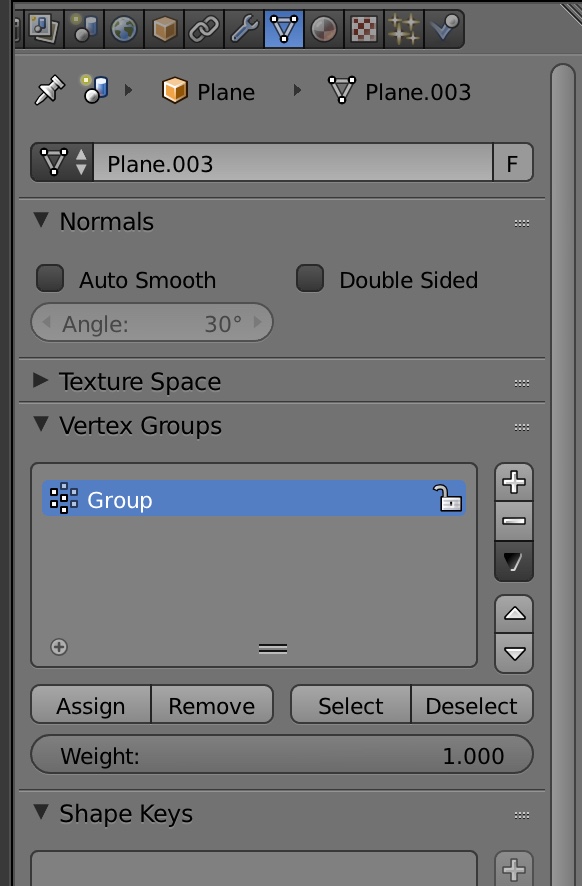 Plane Plane.003
Plane.003 F
Normals
Auto Smooth Double Sided
Angle: 30°
Texture Space
Vertex Groups
Group
Assign Remove Select Deselect
Weight: 1.000
Shape Keys